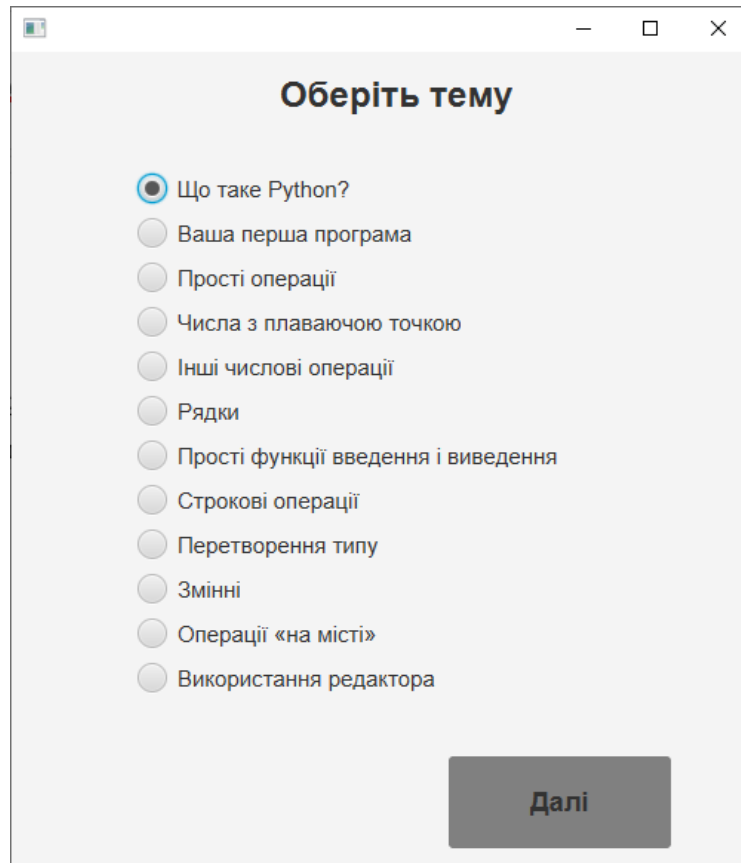 Оберіть тему
Що таке Python?
Ваша перша програма
Прості операції
Числа з плаваючою точкою
Інші числові операції
Рядки
Прості функції введення і виведення
Строкові операції
Перетворення типу
Змінні
Операції «на місті»
Використання редактора
Далі